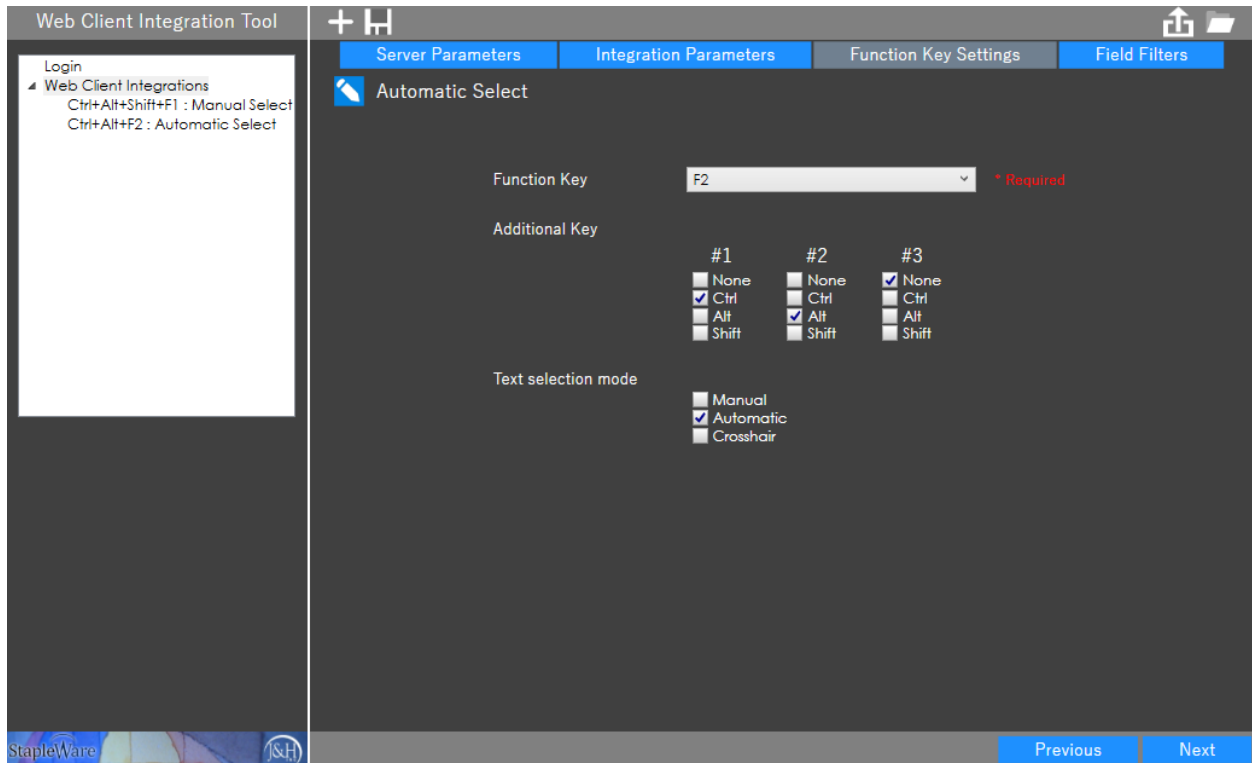 Web Client Integration Tool
Login
Web Client Integrations
Ctrl+Alt+Shift+F1 : Manual Select
Ctrl+Alt+F2 : Automatic Select
Server Parameters Integration Parameters Function Key Settings Field Filters
Automatic Select
Function Key F2 * Required
Additional Key
#1 #2 #3
None None None
Ctrl Ctrl Ctrl
Alt Alt Alt
Shift Shift Shift
Text selection mode
Manual
Automatic
Crosshair
StapleWare J&H Previous Next